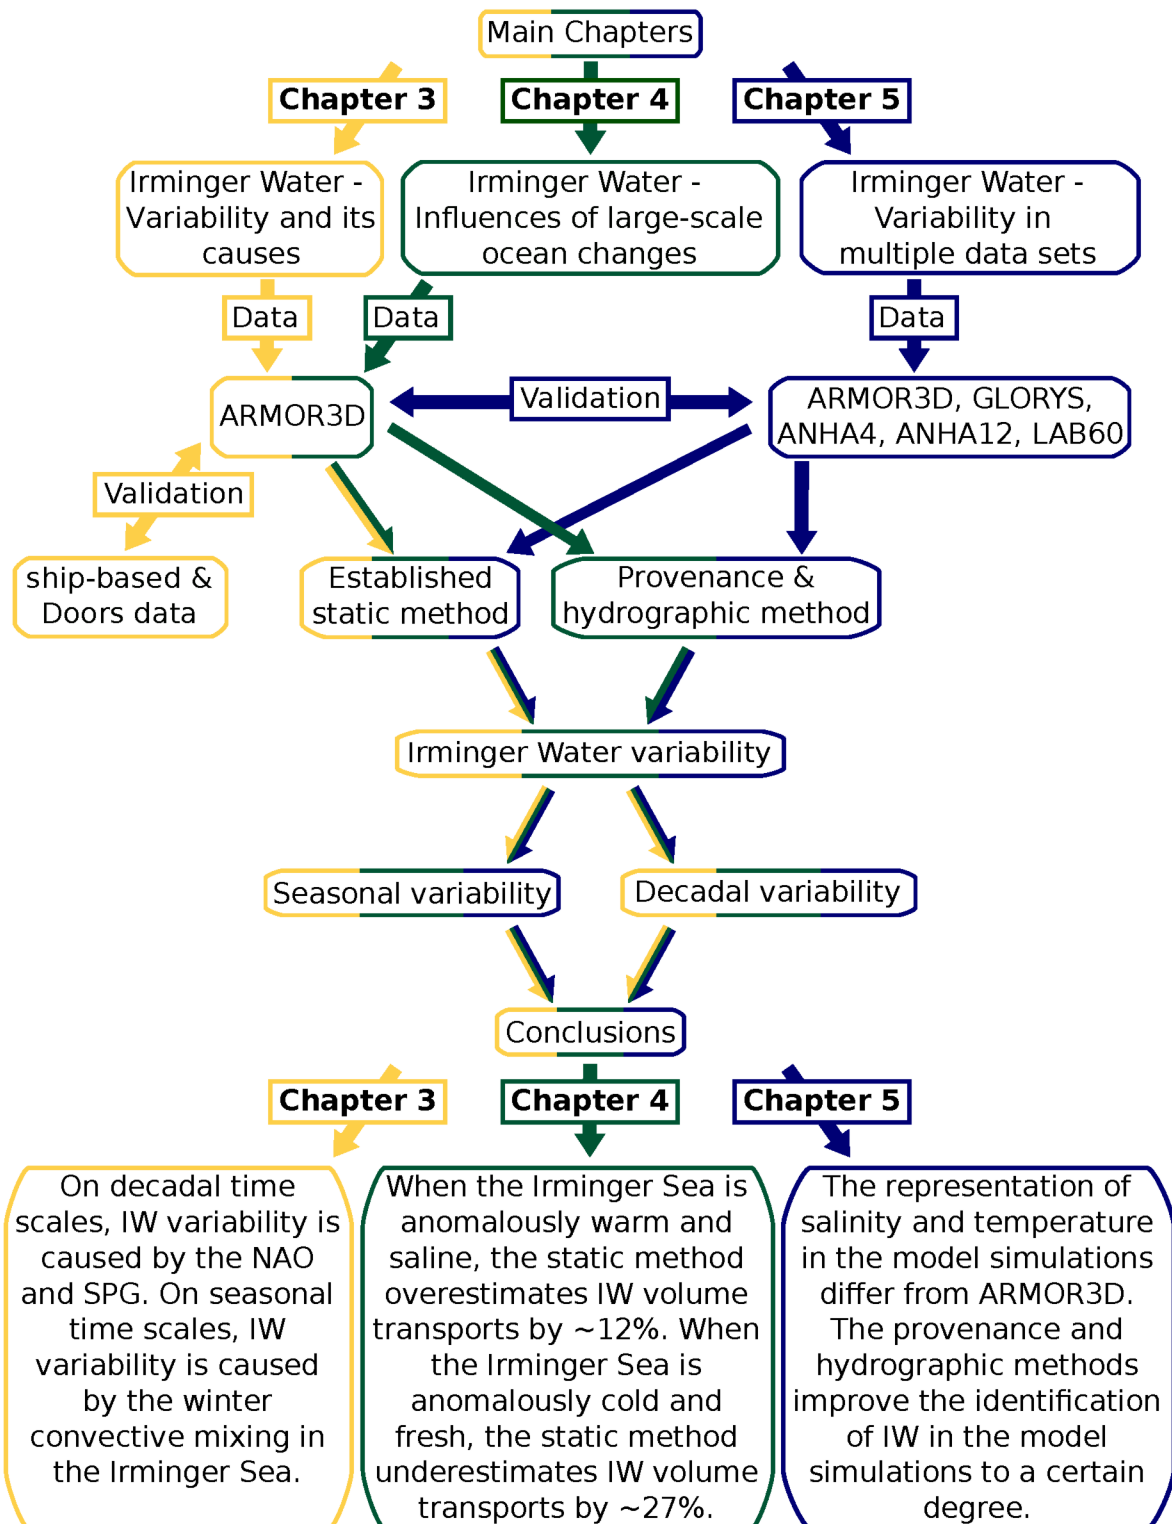 Main Chapters
Chapter 3
Chapter 4
Chapter 5
Irminger Water -
Variability and its
causes
Irminger Water -
Influences of large-scale
ocean changes
Irminger Water -
Variability in
multiple data sets
Data
Data
Data
ARMOR3D
Validation
ARMOR3D, GLORYS,
ANHA4, ANHA12, LAB60
Validation
ship-based &
Doors data
Established
static method
Provenance &
hydrographic method
Irminger Water variability
Seasonal variability
Decadal variability
Conclusions
Chapter 3
Chapter 4
Chapter 5
On decadal time
scales, IW variability is
caused by the NAO
and SPG. On seasonal
time scales, IW
variability is caused
by the winter
convective mixing in
the Irminger Sea.
When the Irminger Sea is
anomalously warm and
saline, the static method
overestimates IW volume
transports by ~12%. When
the Irminger Sea is
anomalously cold and
fresh, the static method
underestimates IW volume
transports by ~27%.
The representation of
salinity and temperature
in the model simulations
differ from ARMOR3D.
The provenance and
hydrographic methods
improve the identification
of IW in the model
simulations to a certain
degree.